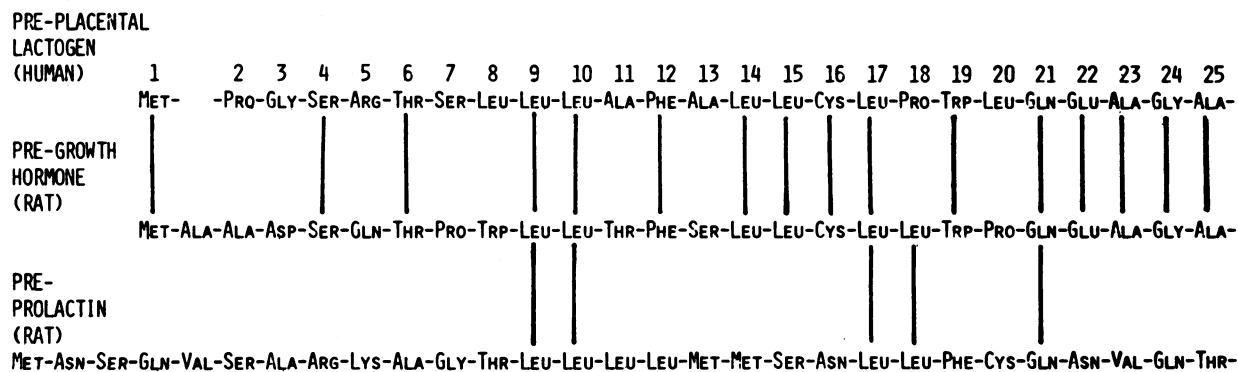 PRE-PLACENTAL
LACTOGEN
(HUMAN) 1 2 3 4 5 6 7 8 9 10 11 12 13 14 15 16 17 18 19 20 21 22 23 24 25
MET- -PRO-GLY-SER-ARG-THR-SER-LEU-LEU-LEU-ALA-PHE-ALA-LEU-LEU-CYS-LEU-PRO-TRP-LEU-GLN-GLU-ALA-GLY-ALA-
PRE-GROWTH
HORMONE
(RAT)
MET-ALA-ALA-ASP-SER-GLN-THR-PRO-TRP-LEU-LEU-THR-PHE-SER-LEU-LEU-CYS-LEU-LEU-TRP-PRO-GLN-GLU-ALA-GLY-ALA-
PRE-
PROLACTIN
(RAT)
MET-ASN-SER-GLN-VAL-SER-ALA-ARG-LYS-ALA-GLY-THR-LEU-LEU-LEU-LEU-MET-MET-SER-ASN-LEU-LEU-PHE-CYS-GLN-ASN-VAL-GLN-THR-